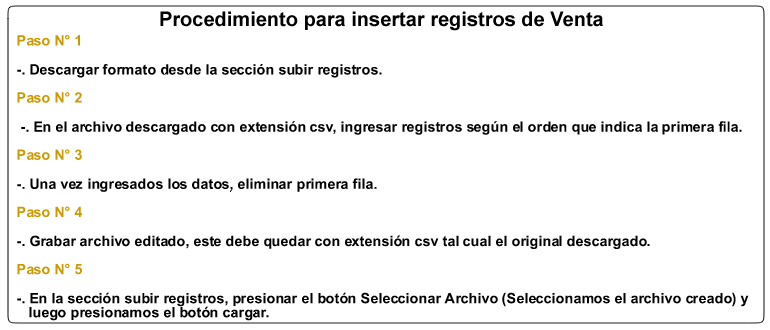 Procedimiento para insertar registros de Venta
Paso N° 1
-. Descargar formato desde la sección subir registros.
Paso N° 2
-. En el archivo descargado con extensión csv, ingresar registros según el orden que indica la primera fila.
Paso N° 3
-. Una vez ingresados los datos, eliminar primera fila.
Paso N° 4
-. Grabar archivo editado, este debe quedar con extensión csv tal cual el original descargado.
Paso N° 5
-. En la sección subir registros, presionar el botón Seleccionar Archivo (Seleccionamos el archivo creado) y
luego presionamos el botón cargar.